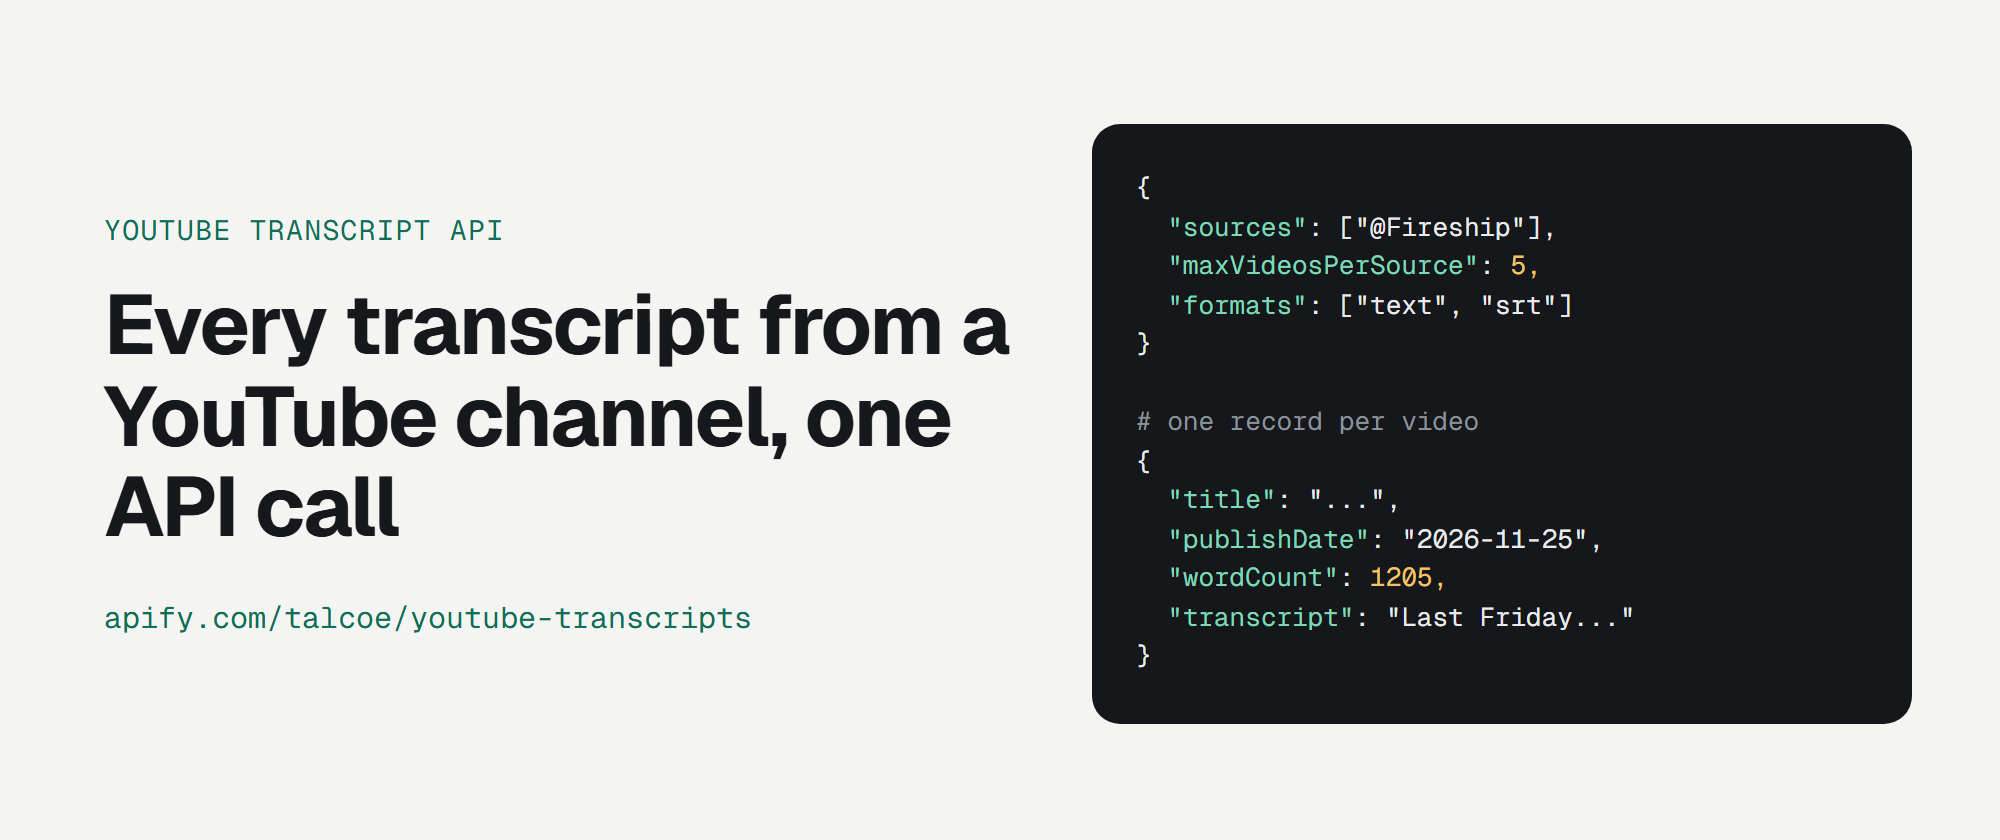 YOUTUBE TRANSCRIPT API
Every transcript from a
YouTube channel, one
API call
apify.com/talcoe/youtube-transcripts
{
  "sources": ["@Fireship"],
  "maxVideosPerSource": 5,
  "formats": ["text", "srt"]
}
# one record per video
{
  "title": "...",
  "publishDate": "2026-11-25",
  "wordCount": 1205,
  "transcript": "Last Friday..."
}